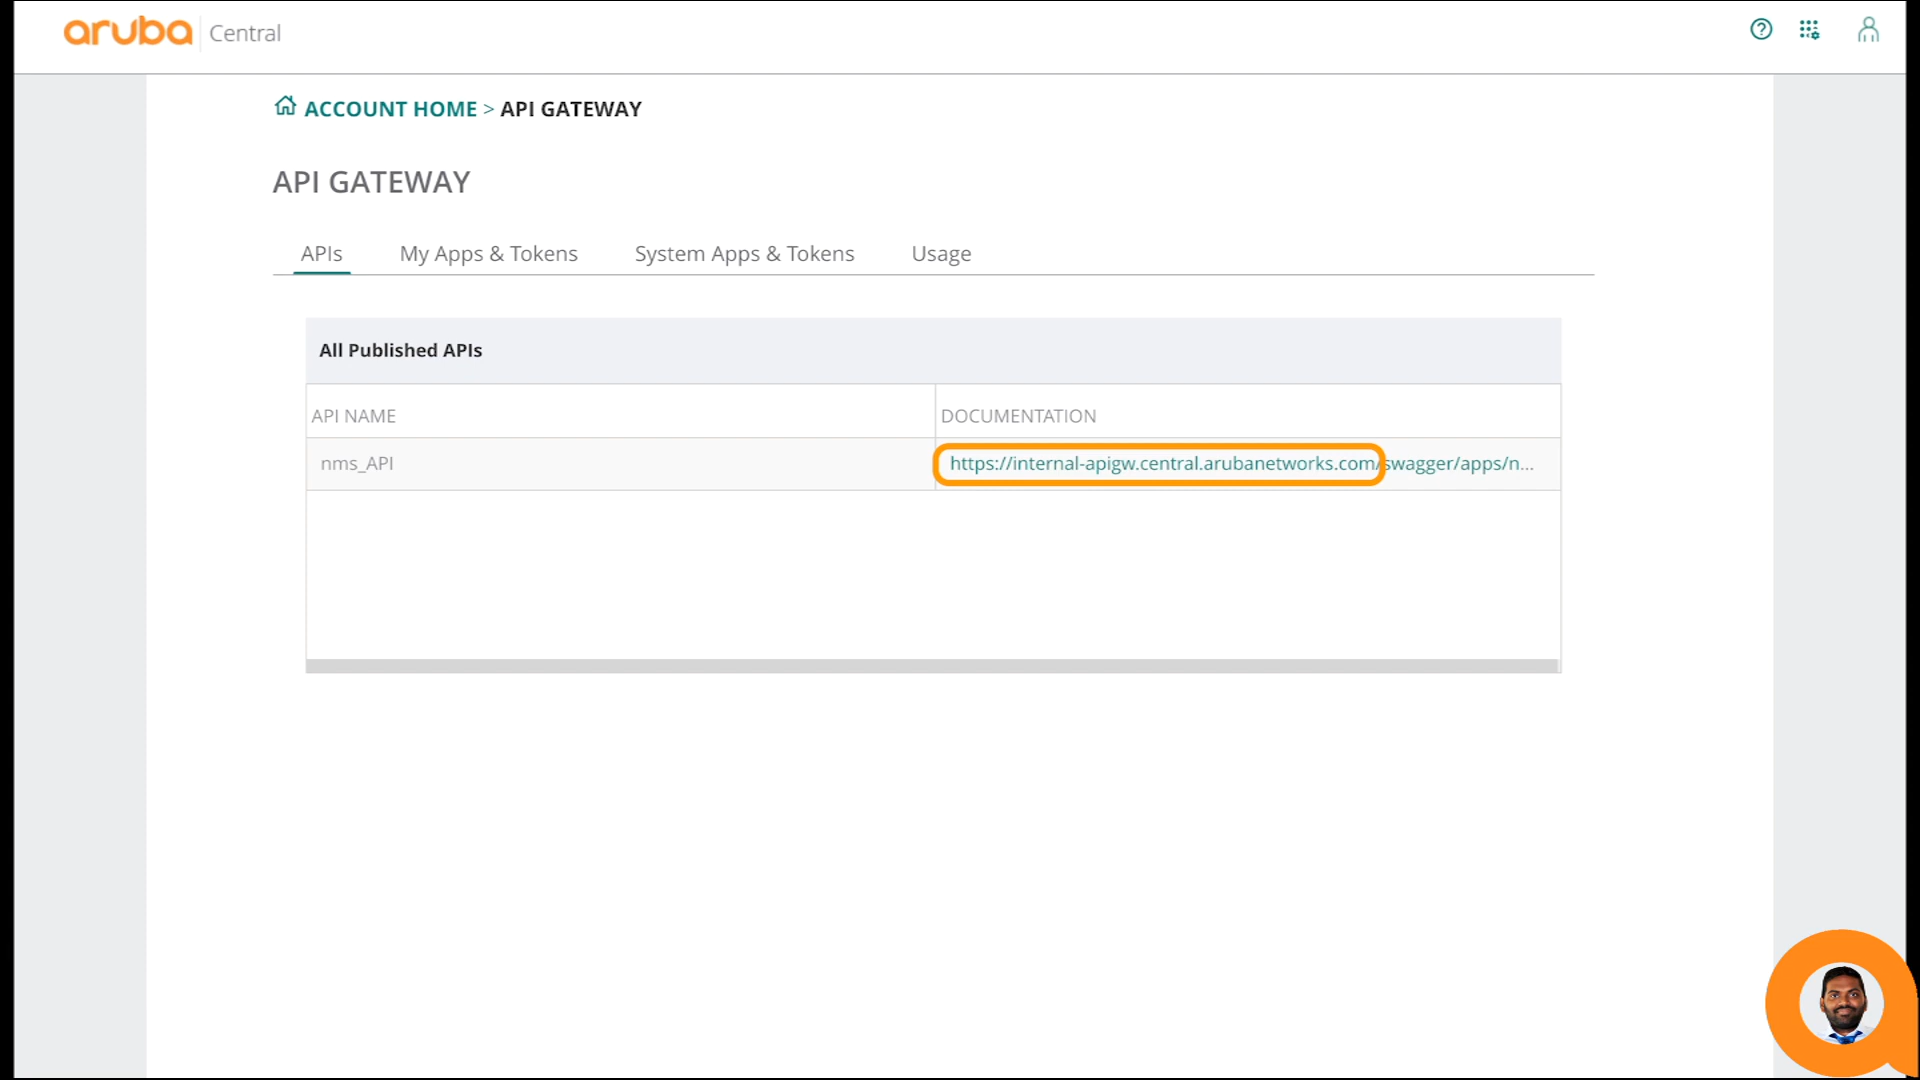 aruba Central
ACCOUNT HOME > API GATEWAY
API GATEWAY
APIs My Apps & Tokens System Apps & Tokens Usage
All Published APIs
API NAME DOCUMENTATION
nms_API https://internal-apigw.central.arubanetworks.com/swagger/apps/n...